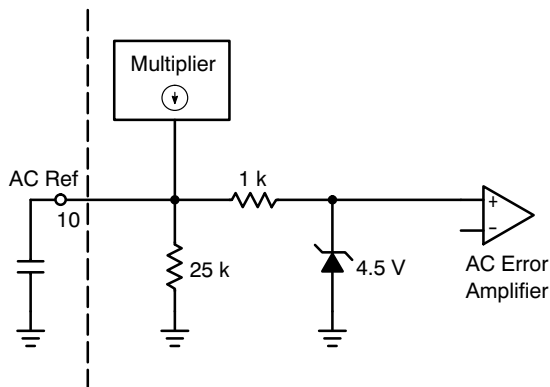 Multiplier
AC Ref
10
1 k
25 k
4.5 V
+
−
AC Error
Amplifier